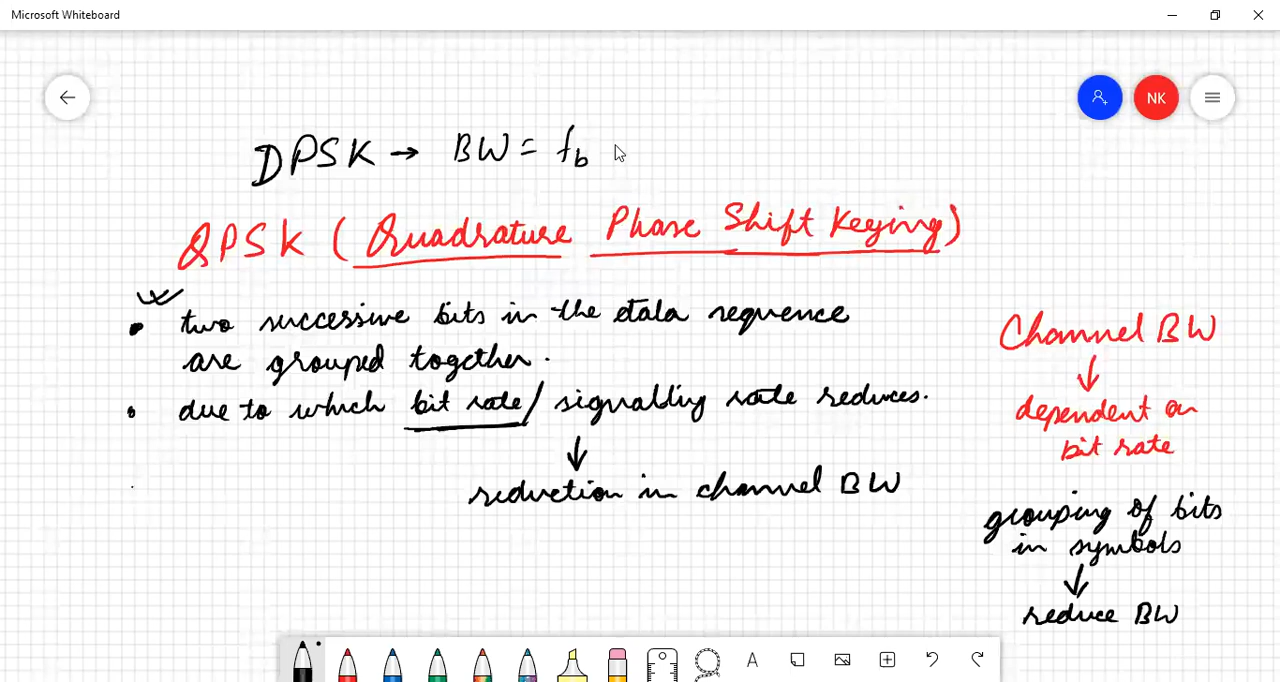 Microsoft Whiteboard
NK
DPSK → BW = fb
QPSK (Quadrature Phase Shift Keying)
• two successive bits in the data sequence
are grouped together.
• due to which bit rate/ signalling rate reduces.
↓
reduction in channel BW
Channel BW
↓
dependent on
bit rate
grouping of bits
in symbols
↓
reduce BW
A